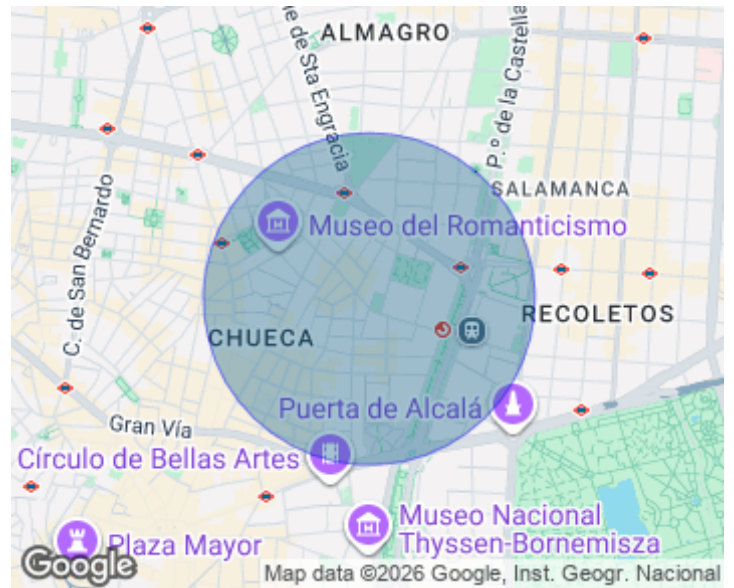 ALMAGRO
ne de Sta Engracia
P.º de la Castella
SALAMANCA
Museo del Romanticismo
C. de San Bernardo
RECOLETOS
CHUECA
Puerta de Alcalá
Gran Vía
Círculo de Bellas Artes
Museo Nacional
Thyssen-Bornemisza
Plaza Mayor
Google
Map data ©2026 Google, Inst. Geogr. Nacional